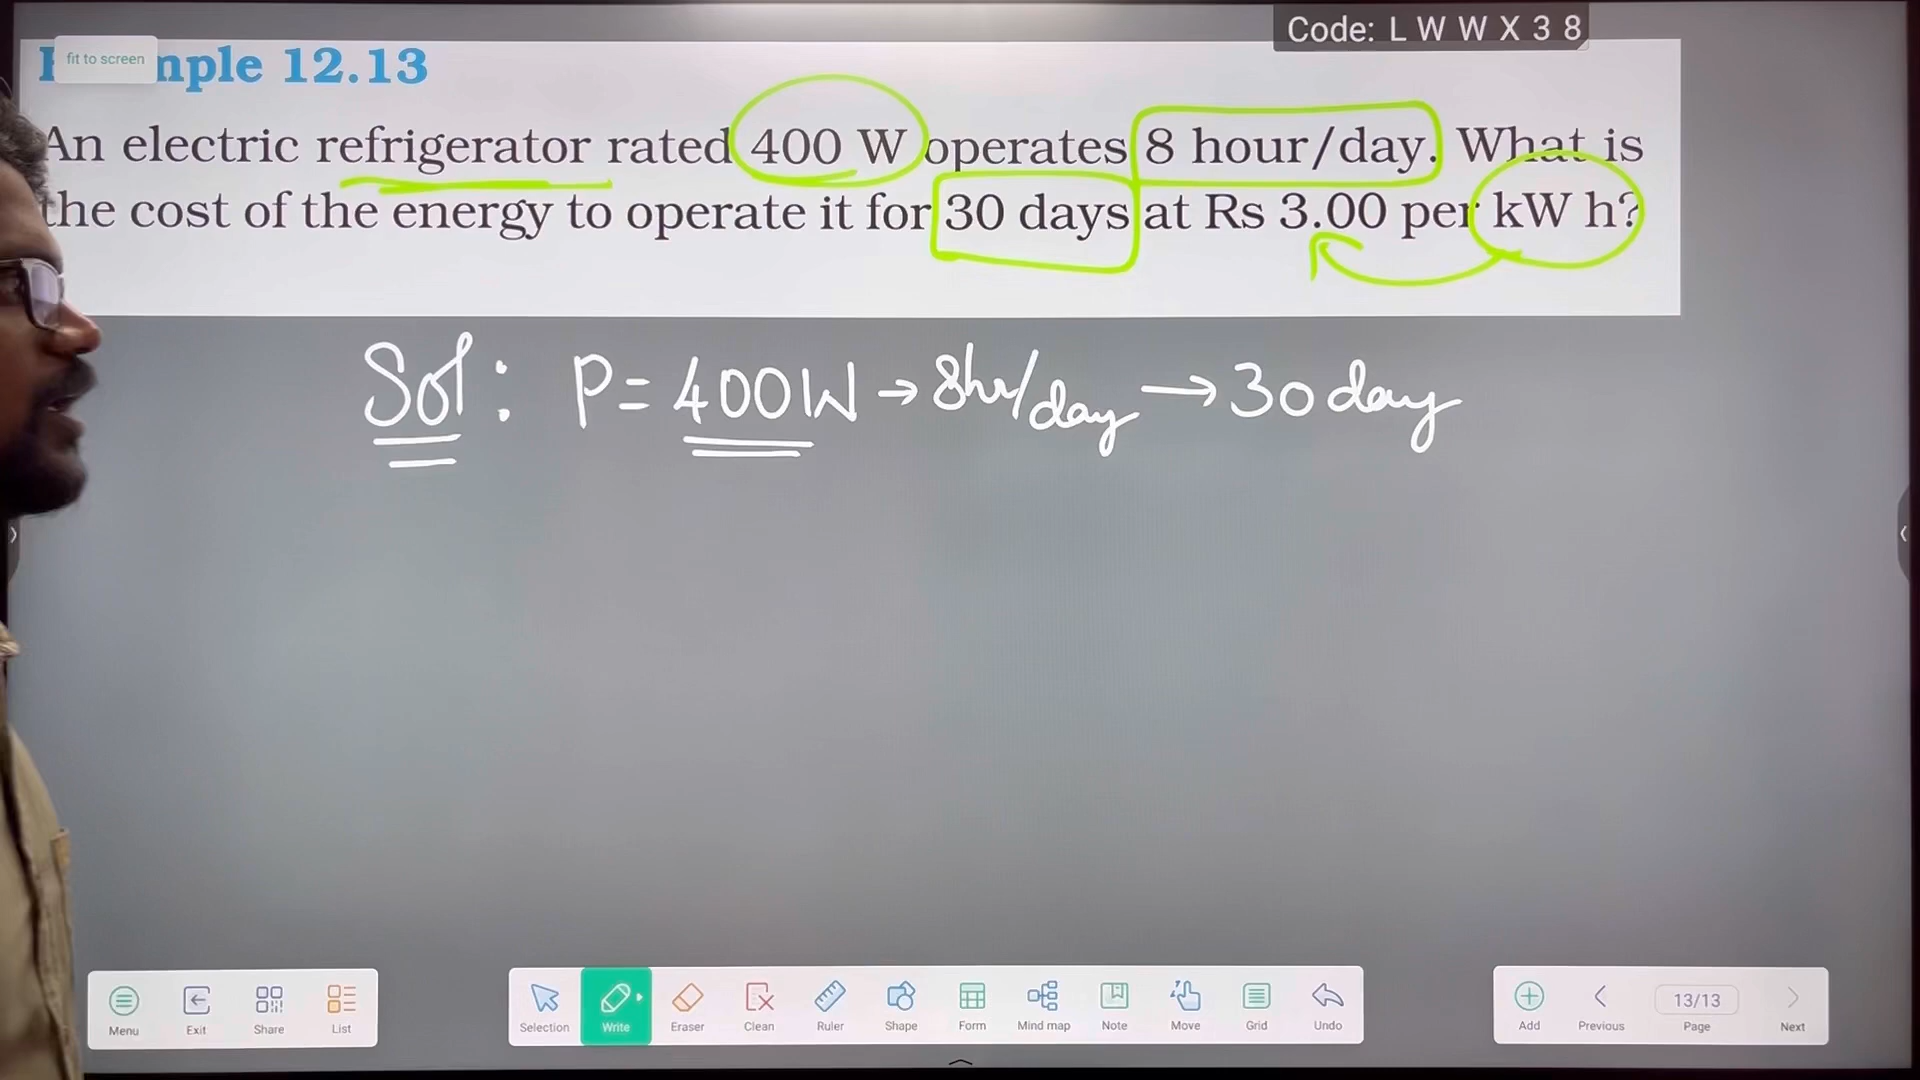 Code: L W W X 3 8
fit to screen
mple 12.13
An electric refrigerator rated 400 W operates 8 hour/day. What is
the cost of the energy to operate it for 30 days at Rs 3.00 per kW h?
Sol: P = 400W → 8hr/day → 30 day
Menu Exit Share List
Selection Write Eraser Clean Ruler Shape Form Mind map Note Move Grid Undo
Add Previous 13/13 Page Next